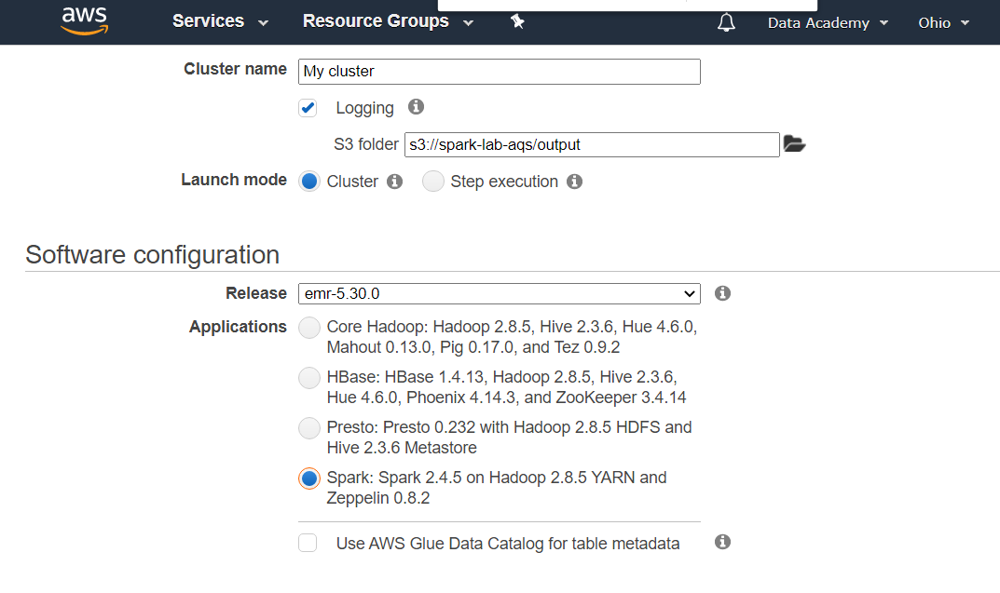 aws Services Resource Groups Data Academy Ohio
Cluster name My cluster
Logging
S3 folder s3://spark-lab-aqs/output
Launch mode Cluster Step execution
Software configuration
Release emr-5.30.0
Applications Core Hadoop: Hadoop 2.8.5, Hive 2.3.6, Hue 4.6.0,
Mahout 0.13.0, Pig 0.17.0, and Tez 0.9.2
HBase: HBase 1.4.13, Hadoop 2.8.5, Hive 2.3.6,
Hue 4.6.0, Phoenix 4.14.3, and ZooKeeper 3.4.14
Presto: Presto 0.232 with Hadoop 2.8.5 HDFS and
Hive 2.3.6 Metastore
Spark: Spark 2.4.5 on Hadoop 2.8.5 YARN and
Zeppelin 0.8.2
Use AWS Glue Data Catalog for table metadata